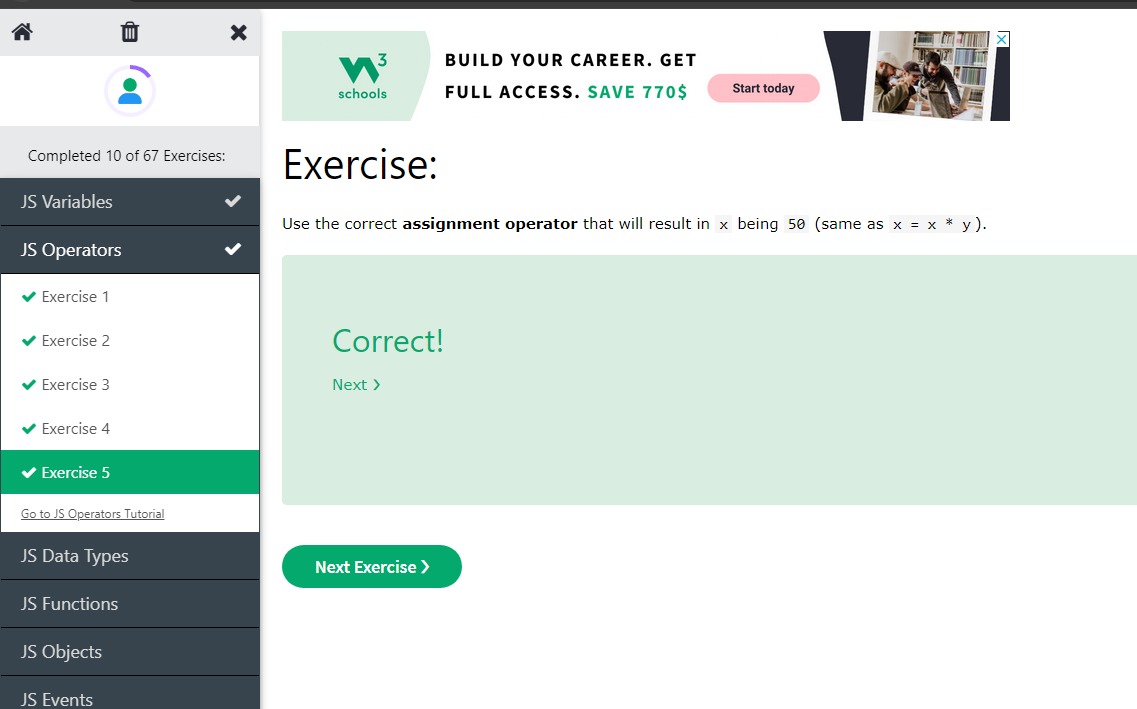 Completed 10 of 67 Exercises:
JS Variables
JS Operators
Exercise 1
Exercise 2
Exercise 3
Exercise 4
Exercise 5
Go to JS Operators Tutorial
JS Data Types
JS Functions
JS Objects
JS Events
W3
schools
BUILD YOUR CAREER. GET
FULL ACCESS. SAVE 770$
Start today
Exercise:
Use the correct assignment operator that will result in x being 50 (same as x = x * y).
Correct!
Next ❯
Next Exercise ❯